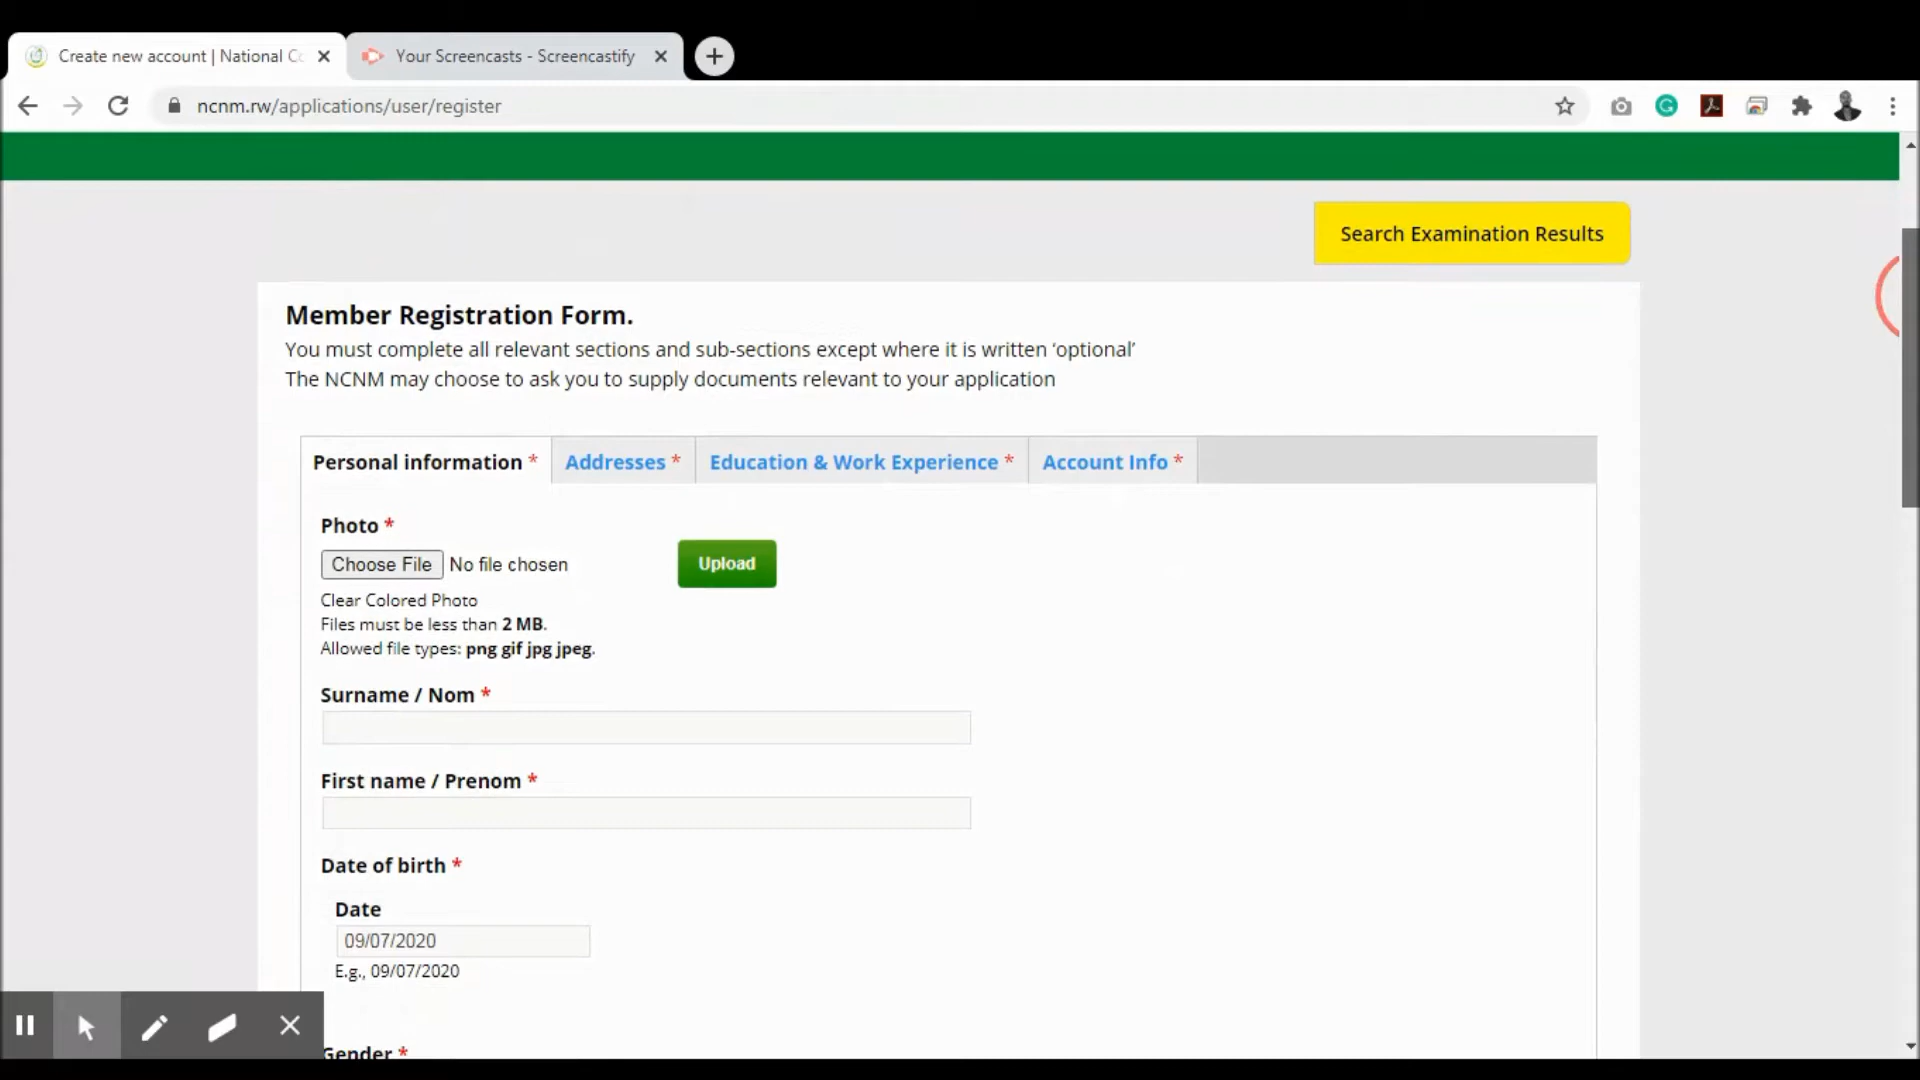 Create new account | National Co
Your Screencasts - Screencastify
ncnm.rw/applications/user/register
Search Examination Results
Member Registration Form.
You must complete all relevant sections and sub-sections except where it is written ‘optional’
The NCNM may choose to ask you to supply documents relevant to your application
Personal information * Addresses * Education & Work Experience * Account Info *
Photo *
Choose File No file chosen Upload
Clear Colored Photo
Files must be less than 2 MB.
Allowed file types: png gif jpg jpeg.
Surname / Nom *
First name / Prenom *
Date of birth *
Date
09/07/2020
E.g., 09/07/2020
Gender *